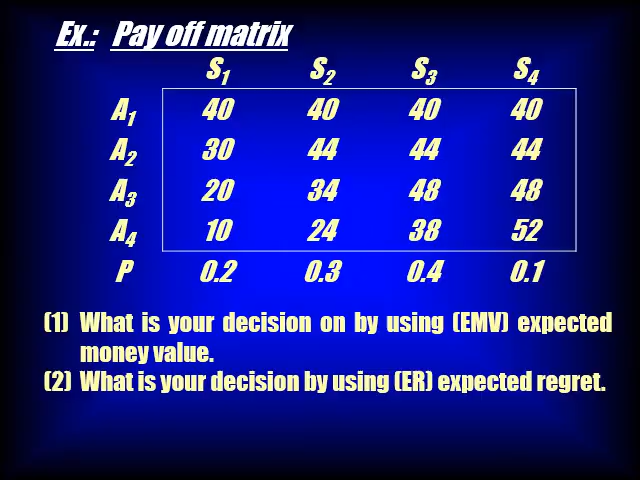 Ex.: Pay off matrix
S1 S2 S3 S4
A1 40 40 40 40
A2 30 44 44 44
A3 20 34 48 48
A4 10 24 38 52
P 0.2 0.3 0.4 0.1
(1) What is your decision on by using (EMV) expected
money value.
(2) What is your decision by using (ER) expected regret.